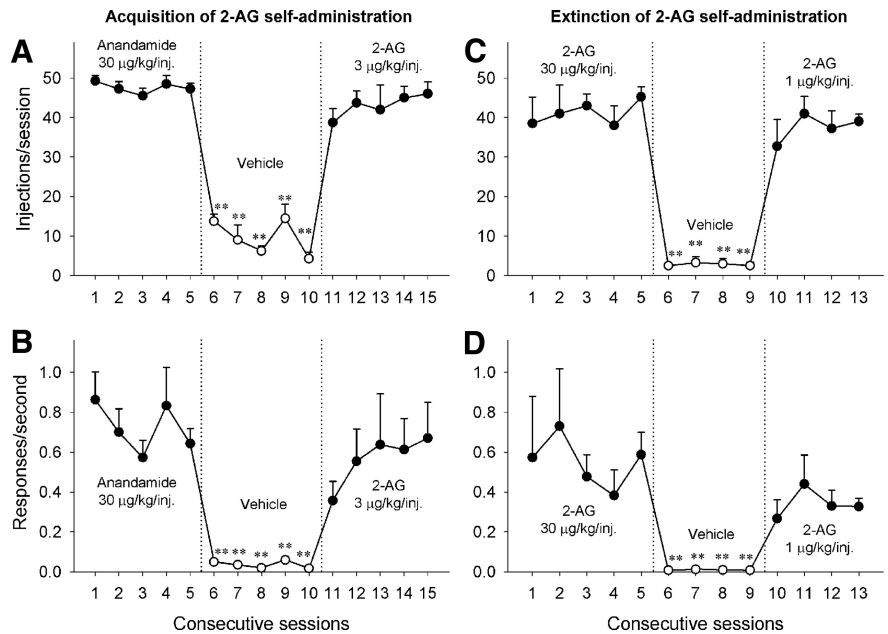 Acquisition of 2-AG self-administration
Extinction of 2-AG self-administration
A
Injections/session
50
40
30
20
10
0
Anandamide
30 μg/kg/inj.
Vehicle
2-AG
3 μg/kg/inj.
** ** ** ** **
1 2 3 4 5 6 7 8 9 10 11 12 13 14 15
C
50
40
30
20
10
0
2-AG
30 μg/kg/inj.
Vehicle
2-AG
1 μg/kg/inj.
** ** ** **
1 2 3 4 5 6 7 8 9 10 11 12 13
B
Responses/second
1.0
0.8
0.6
0.4
0.2
0.0
Anandamide
30 μg/kg/inj.
Vehicle
2-AG
3 μg/kg/inj.
** ** ** ** **
1 2 3 4 5 6 7 8 9 10 11 12 13 14 15
Consecutive sessions
D
1.0
0.8
0.6
0.4
0.2
0.0
2-AG
30 μg/kg/inj.
Vehicle
2-AG
1 μg/kg/inj.
** ** ** **
1 2 3 4 5 6 7 8 9 10 11 12 13
Consecutive sessions